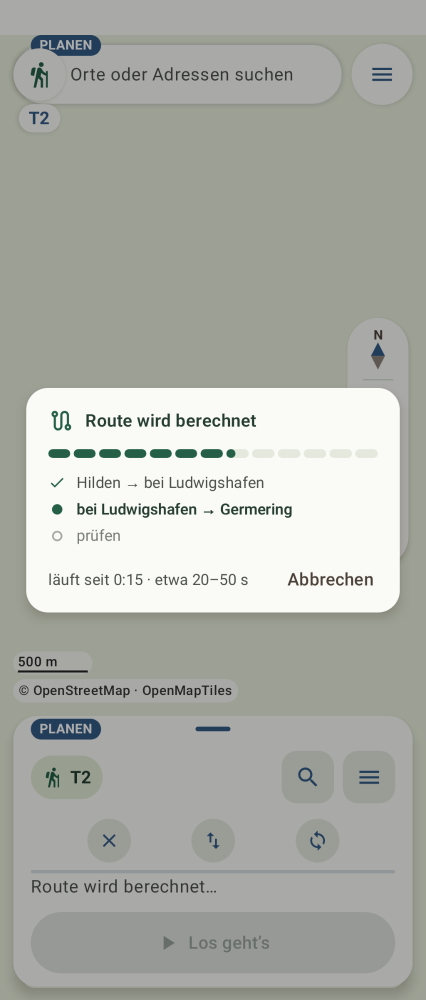 PLANEN
Orte oder Adressen suchen
T2
N
Route wird berechnet
Hilden → bei Ludwigshafen
bei Ludwigshafen → Germering
prüfen
läuft seit 0:15 · etwa 20–50 s
Abbrechen
500 m
© OpenStreetMap · OpenMapTiles
PLANEN
T2
Route wird berechnet…
Los geht's